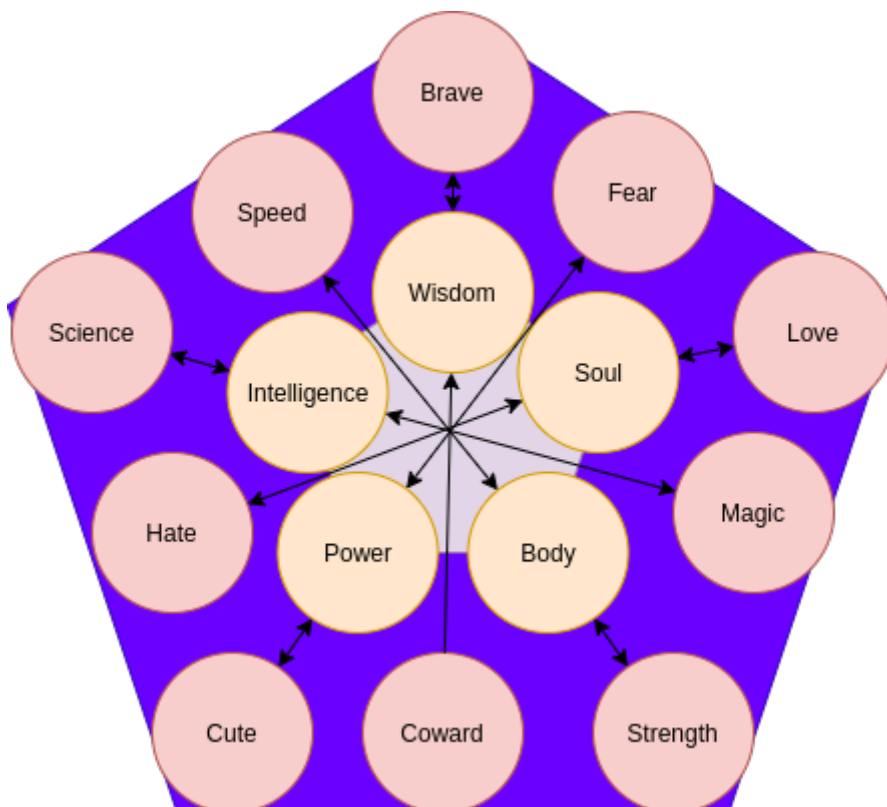 Brave
Fear
Speed
Wisdom
Science
Love
Soul
Intelligence
Magic
Hate
Power
Body
Cute
Coward
Strength